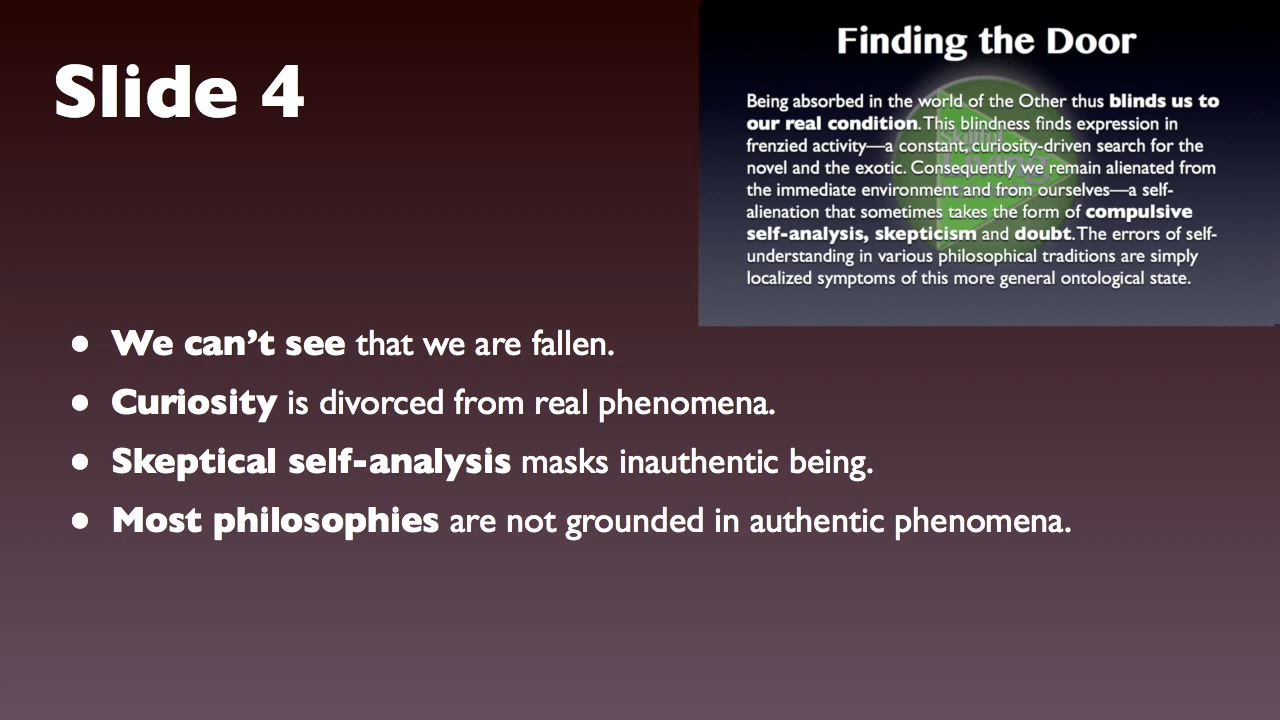 Slide 4
Finding the Door
Being absorbed in the world of the Other thus blinds us to
our real condition. This blindness finds expression in
frenzied activity—a constant, curiosity-driven search for the
novel and the exotic. Consequently we remain alienated from
the immediate environment and from ourselves—a self-
alienation that sometimes takes the form of compulsive
self-analysis, skepticism and doubt. The errors of self-
understanding in various philosophical traditions are simply
localized symptoms of this more general ontological state.
Skillful
Living
• We can’t see that we are fallen.
• Curiosity is divorced from real phenomena.
• Skeptical self-analysis masks inauthentic being.
• Most philosophies are not grounded in authentic phenomena.